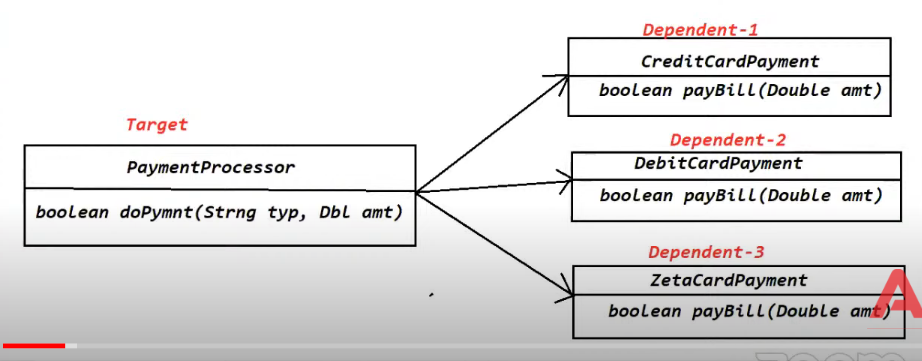 Dependent-1
CreditCardPayment
boolean payBill(Double amt)
Target
PaymentProcessor
boolean doPymnt(Strng typ, Dbl amt)
Dependent-2
DebitCardPayment
boolean payBill(Double amt)
Dependent-3
ZetaCardPayment
boolean payBill(Double amt)
A
zoom